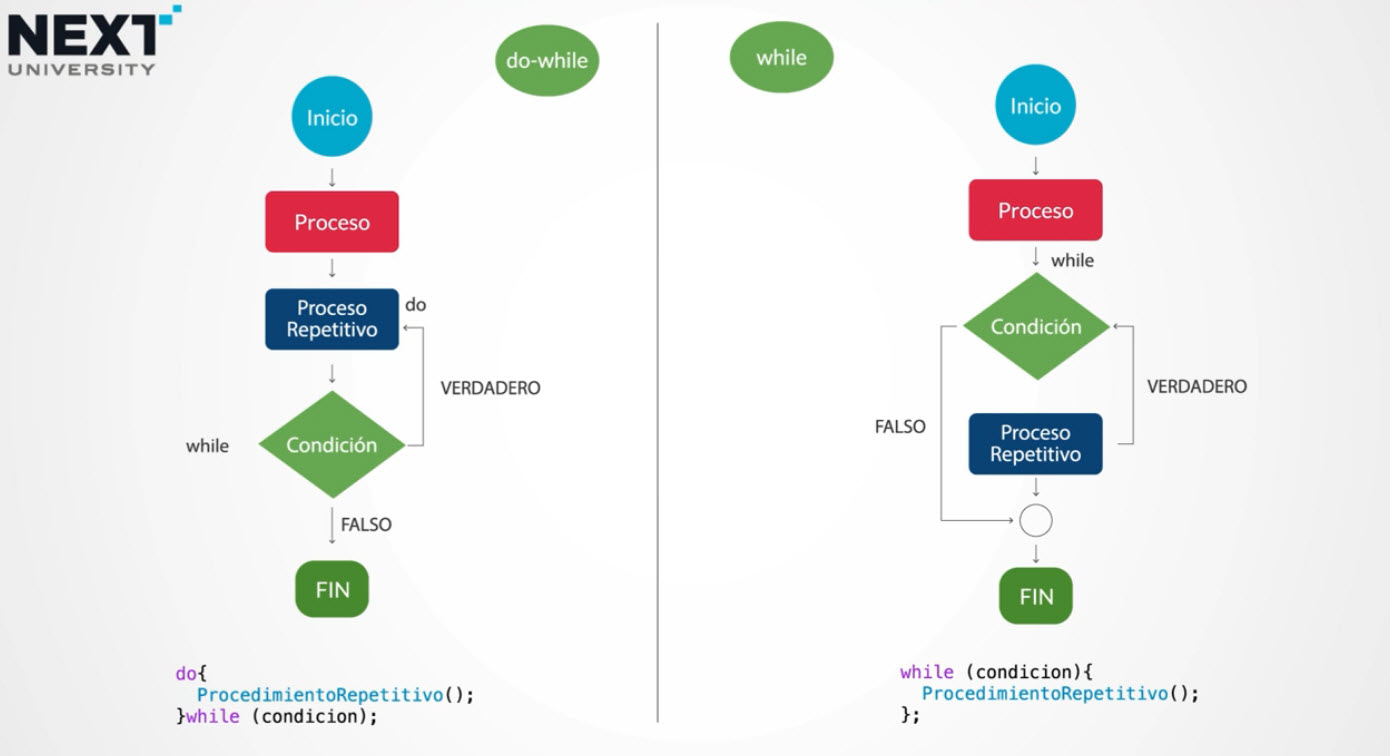 NEXT
UNIVERSITY
do-while
Inicio
Proceso
Proceso
Repetitivo
do
VERDADERO
while
Condición
FALSO
FIN
do{
ProcedimientoRepetitivo();
}while (condicion);
while
Inicio
Proceso
while
Condición
VERDADERO
FALSO
Proceso
Repetitivo
FIN
while (condicion){
ProcedimientoRepetitivo();
};